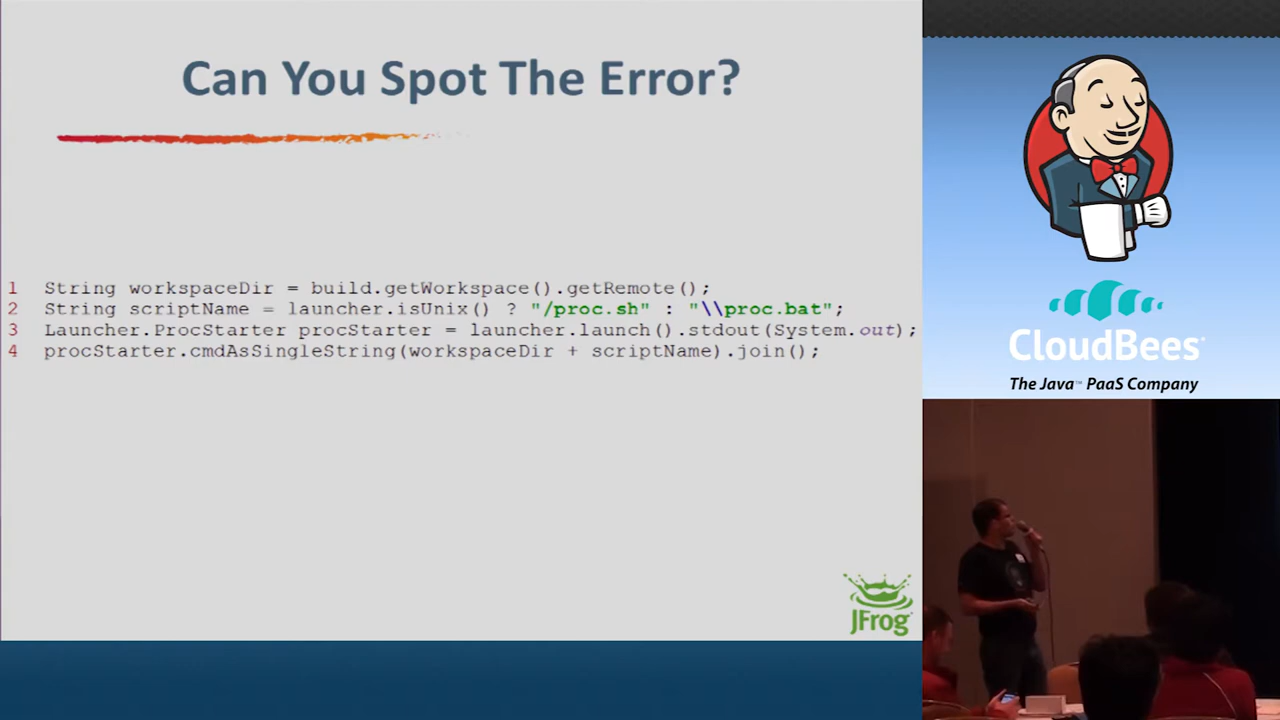 Can You Spot The Error?
1 String workspaceDir = build.getWorkspace().getRemote();
2 String scriptName = launcher.isUnix() ? "/proc.sh" : "\\proc.bat";
3 Launcher.ProcStarter procStarter = launcher.launch().stdout(System.out);
4 procStarter.cmdAsSingleString(workspaceDir + scriptName).join();
JFrog
CloudBees
The Java™ PaaS Company